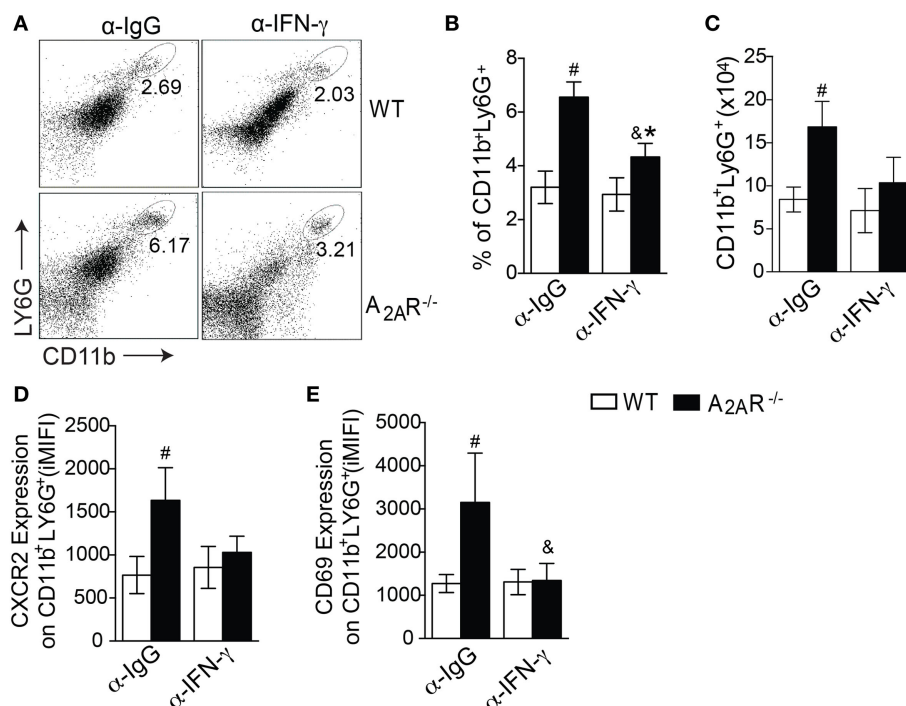 A
α-IgG
α-IFN-γ
2.69
2.03
WT
6.17
3.21
A2AR-/-
LY6G
CD11b
B
% of CD11b+Ly6G+
8
6
4
2
0
#
&*
α-IgG
α-IFN-γ
C
CD11b+Ly6G+ (x10⁴)
25
20
15
10
5
0
#
α-IgG
α-IFN-γ
D
CXCR2 Expression
on CD11b+LY6G+(iMIFI)
2500
2000
1500
1000
500
0
#
α-IgG
α-IFN-γ
E
CD69 Expression
on CD11b+LY6G+(iMIFI)
5000
4000
3000
2000
1000
0
#
&
α-IgG
α-IFN-γ
WT
A2AR-/-